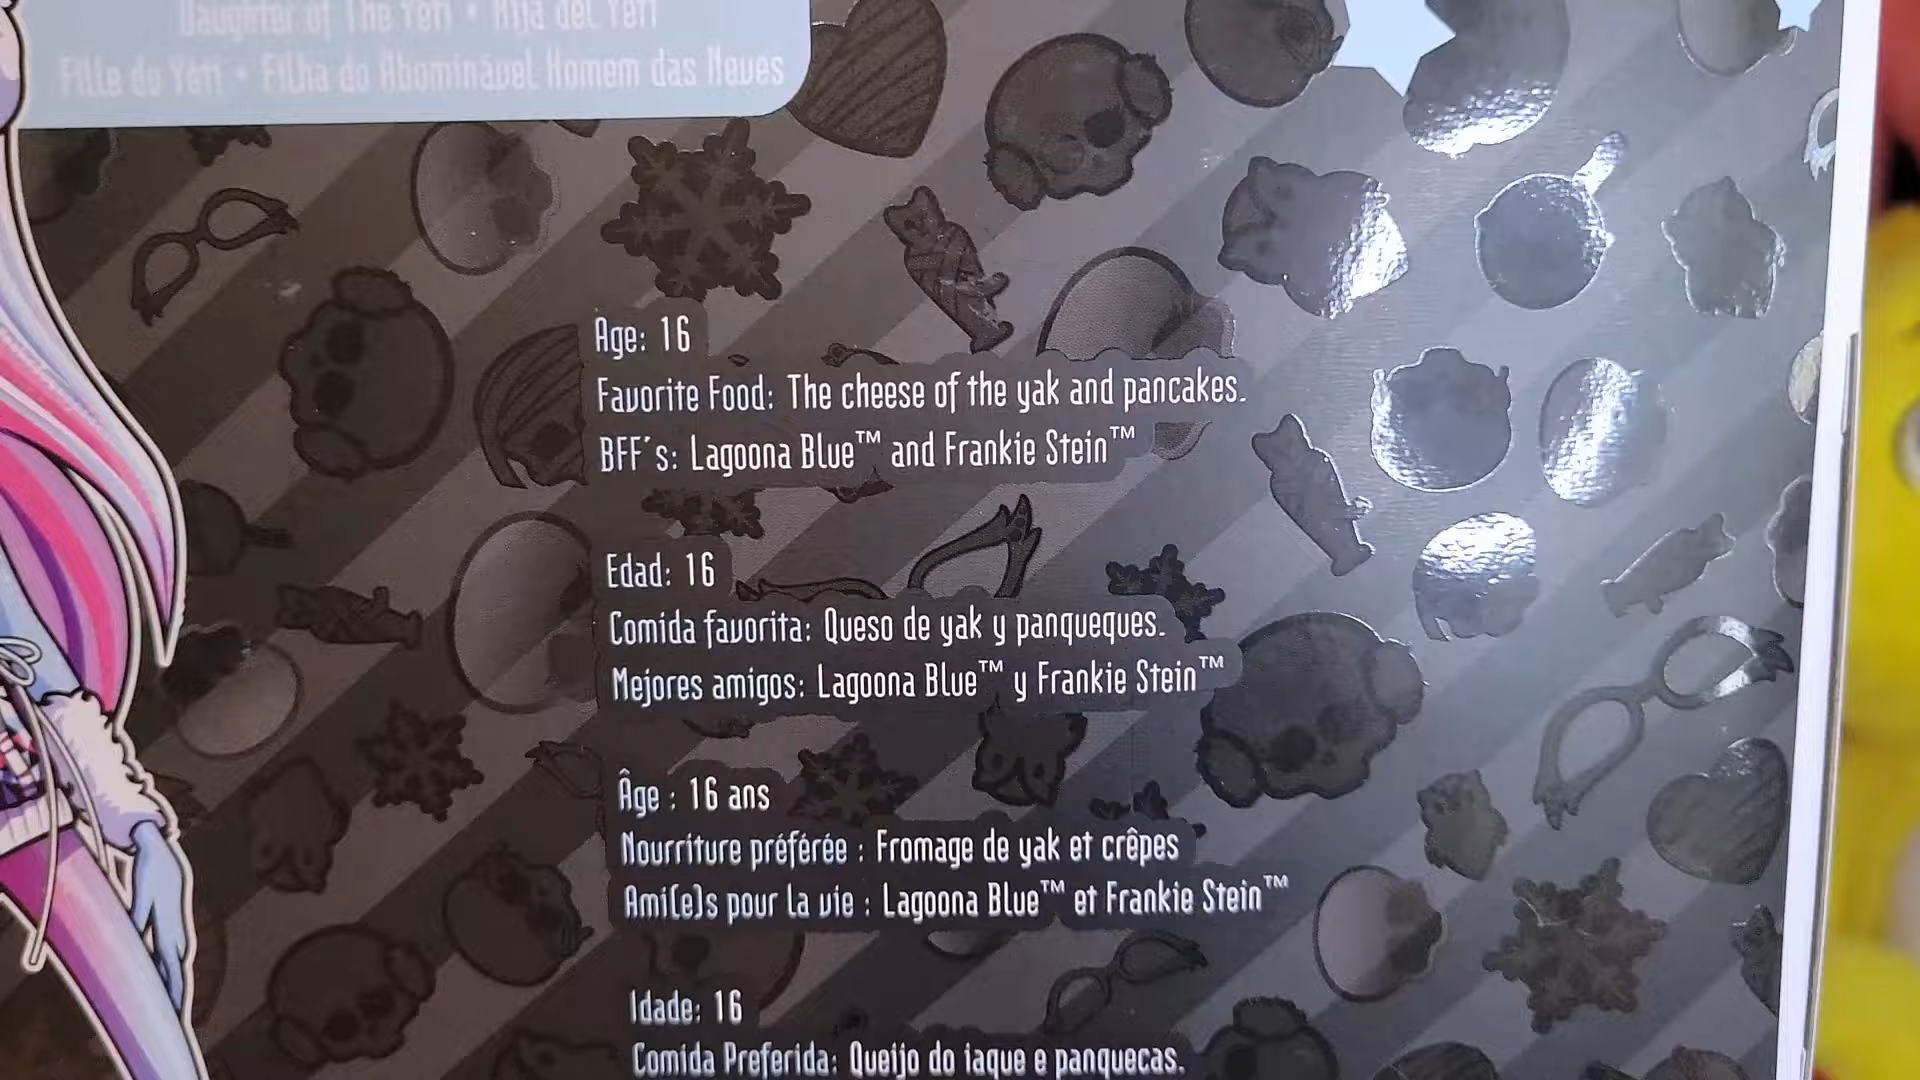 Daughter of The Yeti • Hija del Yeti
Fille du Yéti • Filha do Abominável Homem das Neves
Age: 16
Favorite Food: The cheese of the yak and pancakes.
BFF´s: Lagoona Blue™ and Frankie Stein™
Edad: 16
Comida favorita: Queso de yak y panqueques.
Mejores amigos: Lagoona Blue™ y Frankie Stein™
Âge : 16 ans
Nourriture préférée : Fromage de yak et crêpes
Ami(e)s pour la vie : Lagoona Blue™ et Frankie Stein™
Idade: 16
Comida Preferida: Queijo do iaque e panquecas.